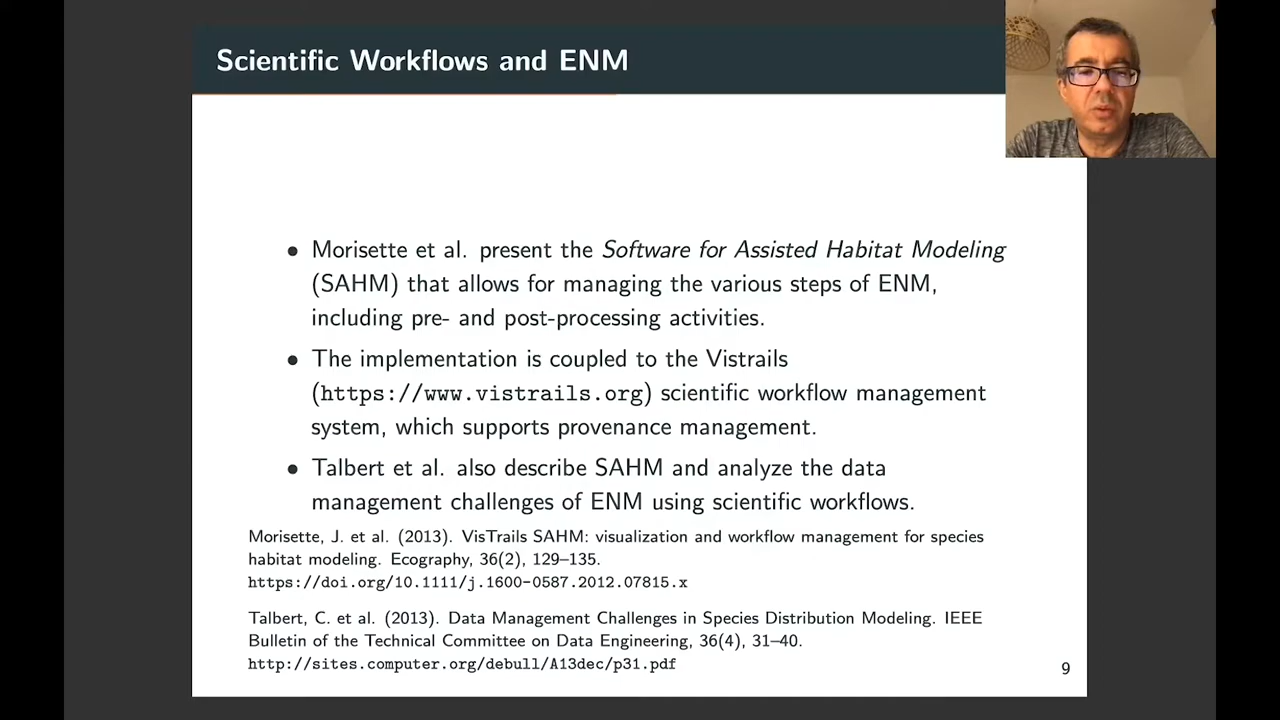 Scientific Workflows and ENM
• Morisette et al. present the Software for Assisted Habitat Modeling
(SAHM) that allows for managing the various steps of ENM,
including pre- and post-processing activities.
• The implementation is coupled to the Vistrails
(https://www.vistrails.org) scientific workflow management
system, which supports provenance management.
• Talbert et al. also describe SAHM and analyze the data
management challenges of ENM using scientific workflows.
Morisette, J. et al. (2013). VisTrails SAHM: visualization and workflow management for species
habitat modeling. Ecography, 36(2), 129–135.
https://doi.org/10.1111/j.1600-0587.2012.07815.x
Talbert, C. et al. (2013). Data Management Challenges in Species Distribution Modeling. IEEE
Bulletin of the Technical Committee on Data Engineering, 36(4), 31–40.
http://sites.computer.org/debull/A13dec/p31.pdf
9